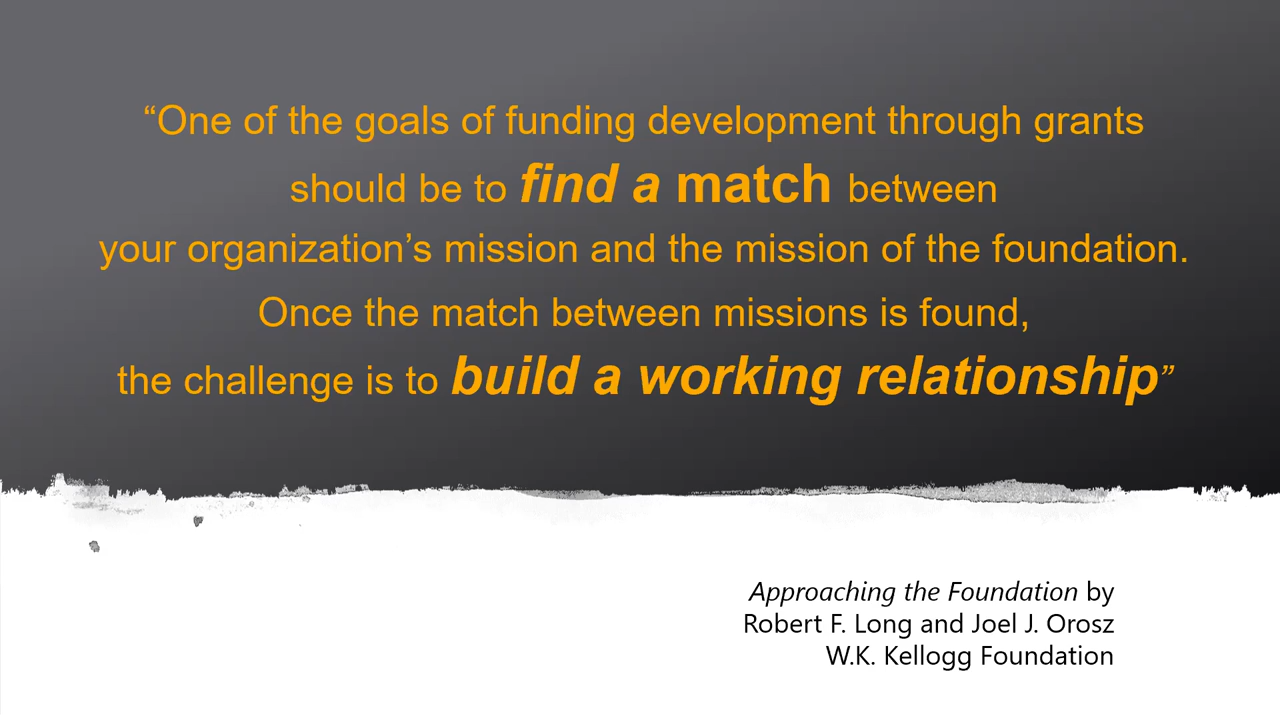 “One of the goals of funding development through grants
should be to find a match between
your organization’s mission and the mission of the foundation.
Once the match between missions is found,
the challenge is to build a working relationship”
Approaching the Foundation by
Robert F. Long and Joel J. Orosz
W.K. Kellogg Foundation